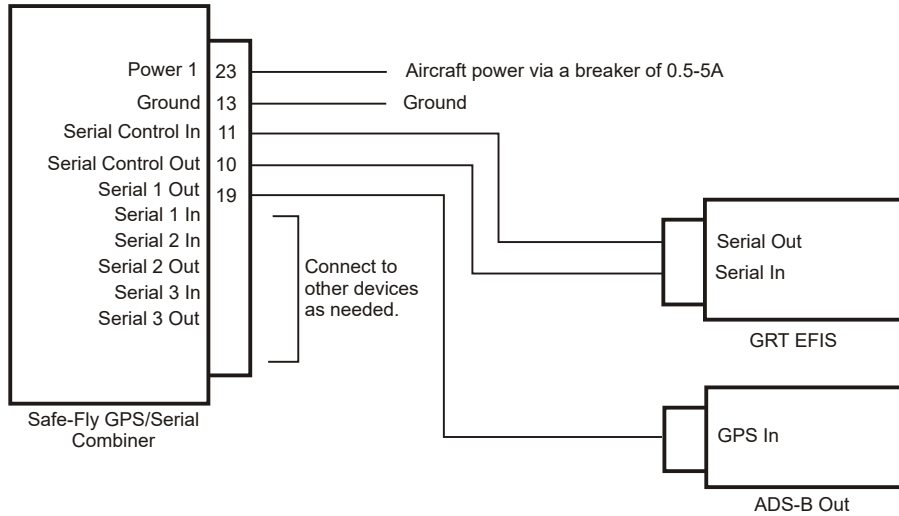 Power 1 23 Aircraft power via a breaker of 0.5-5A
Ground 13 Ground
Serial Control In 11
Serial Control Out 10
Serial 1 Out 19
Serial 1 In
Serial 2 In
Serial 2 Out
Serial 3 In
Serial 3 Out
Connect to
other devices
as needed.
Safe-Fly GPS/Serial
Combiner
Serial Out
Serial In
GRT EFIS
GPS In
ADS-B Out